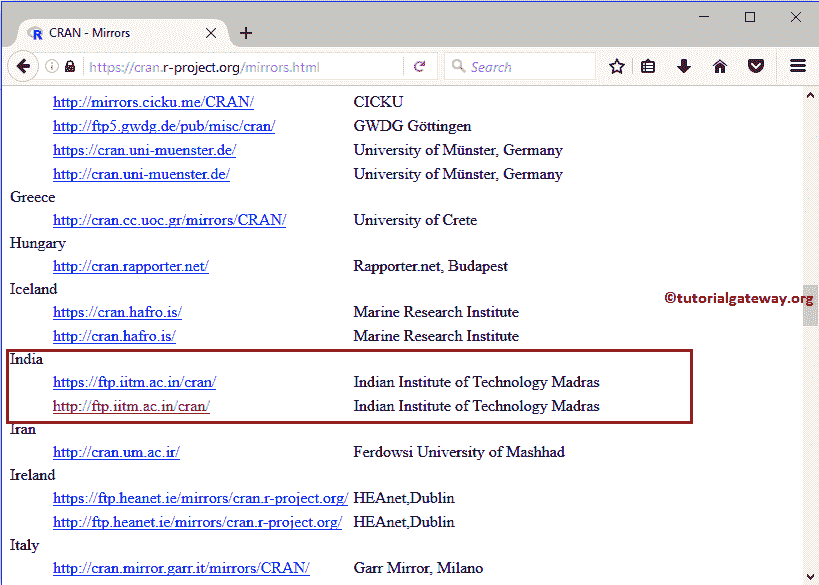 CRAN - Mirrors
https://cran.r-project.org/mirrors.html Search
http://mirrors.cicku.me/CRAN/ CICKU
http://ftp5.gwdg.de/pub/misc/cran/ GWDG Göttingen
https://cran.uni-muenster.de/ University of Münster, Germany
http://cran.uni-muenster.de/ University of Münster, Germany
Greece
http://cran.cc.uoc.gr/mirrors/CRAN/ University of Crete
Hungary
http://cran.rapporter.net/ Rapporter.net, Budapest
Iceland
https://cran.hafro.is/ Marine Research Institute
http://cran.hafro.is/ Marine Research Institute
©tutorialgateway.org
India
https://ftp.iitm.ac.in/cran/ Indian Institute of Technology Madras
http://ftp.iitm.ac.in/cran/ Indian Institute of Technology Madras
Iran
http://cran.um.ac.ir/ Ferdowsi University of Mashhad
Ireland
https://ftp.heanet.ie/mirrors/cran.r-project.org/ HEAnet,Dublin
http://ftp.heanet.ie/mirrors/cran.r-project.org/ HEAnet,Dublin
Italy
http://cran.mirror.garr.it/mirrors/CRAN/ Garr Mirror, Milano